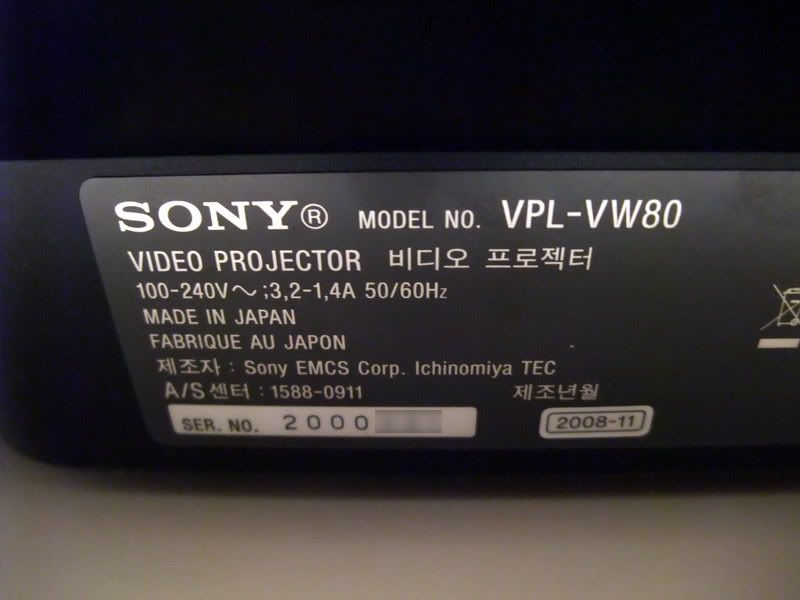 SONY® MODEL NO. VPL-VW80
VIDEO PROJECTOR 비디오 프로젝터
100-240V～;3,2-1,4A 50/60Hz
MADE IN JAPAN
FABRIQUE AU JAPON
제조자 : Sony EMCS Corp. Ichinomiya TEC
A/S센터 : 1588-0911 제조년월
SER. NO. 2000 2008-11